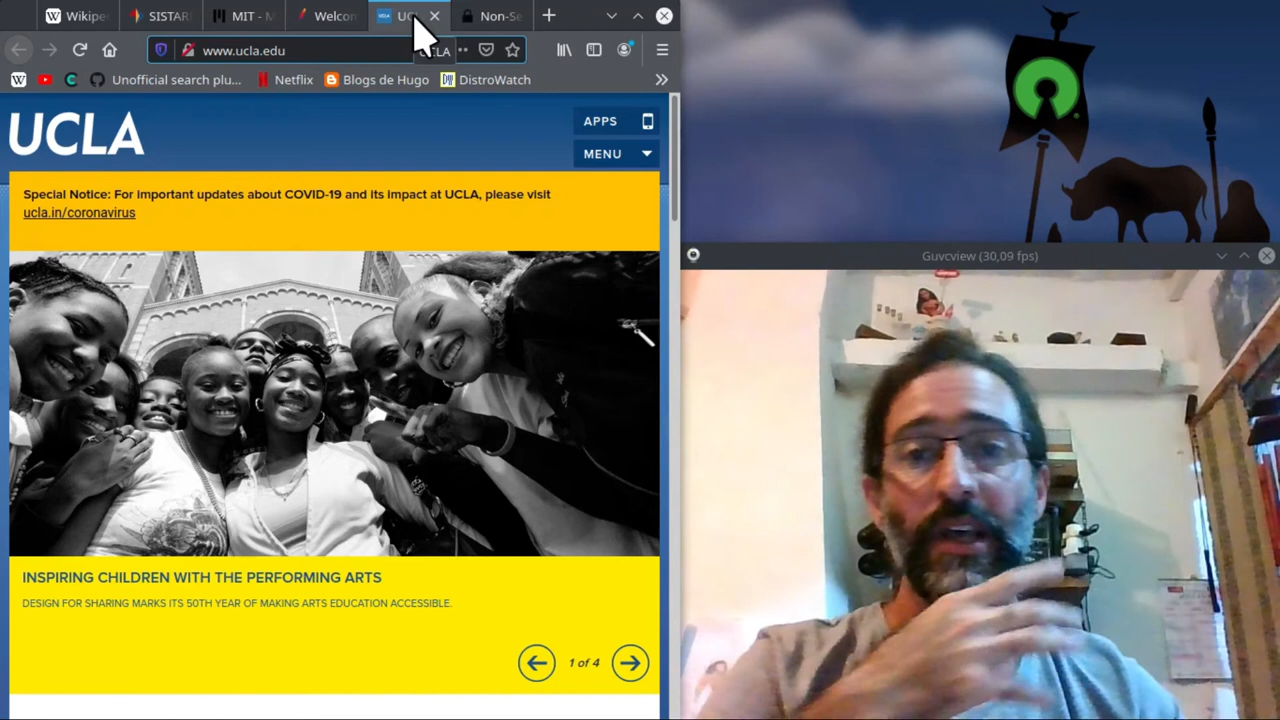 Wikipe
SISTAR
MIT - M
Welcon
UC
Non-Se
www.ucla.edu
UCLA
Unofficial search plu...
Netflix
Blogs de Hugo
DistroWatch
UCLA
APPS
MENU
Special Notice: For important updates about COVID-19 and its impact at UCLA, please visit
ucla.in/coronavirus
INSPIRING CHILDREN WITH THE PERFORMING ARTS
DESIGN FOR SHARING MARKS ITS 50TH YEAR OF MAKING ARTS EDUCATION ACCESSIBLE.
1 of 4
Guvcview (30,09 fps)